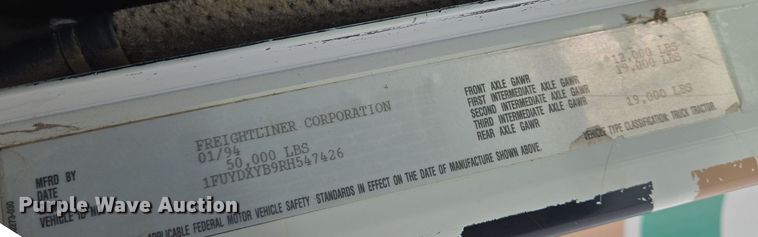 MFRD BY FREIGHTLINER CORPORATION
DATE 01/94
50,000 LBS
VEHICLE ID 1FUYDXYB9RH547426
FRONT AXLE GAWR 12,000 LBS
FIRST INTERMEDIATE AXLE GAWR 19,000 LBS
SECOND INTERMEDIATE AXLE GAWR
THIRD INTERMEDIATE AXLE GAWR
REAR AXLE GAWR 19,000 LBS
VEHICLE TYPE CLASSIFICATION: TRUCK TRACTOR
APPLICABLE FEDERAL MOTOR VEHICLE SAFETY STANDARDS IN EFFECT ON THE DATE OF MANUFACTURE SHOWN ABOVE.
Purple Wave Auction